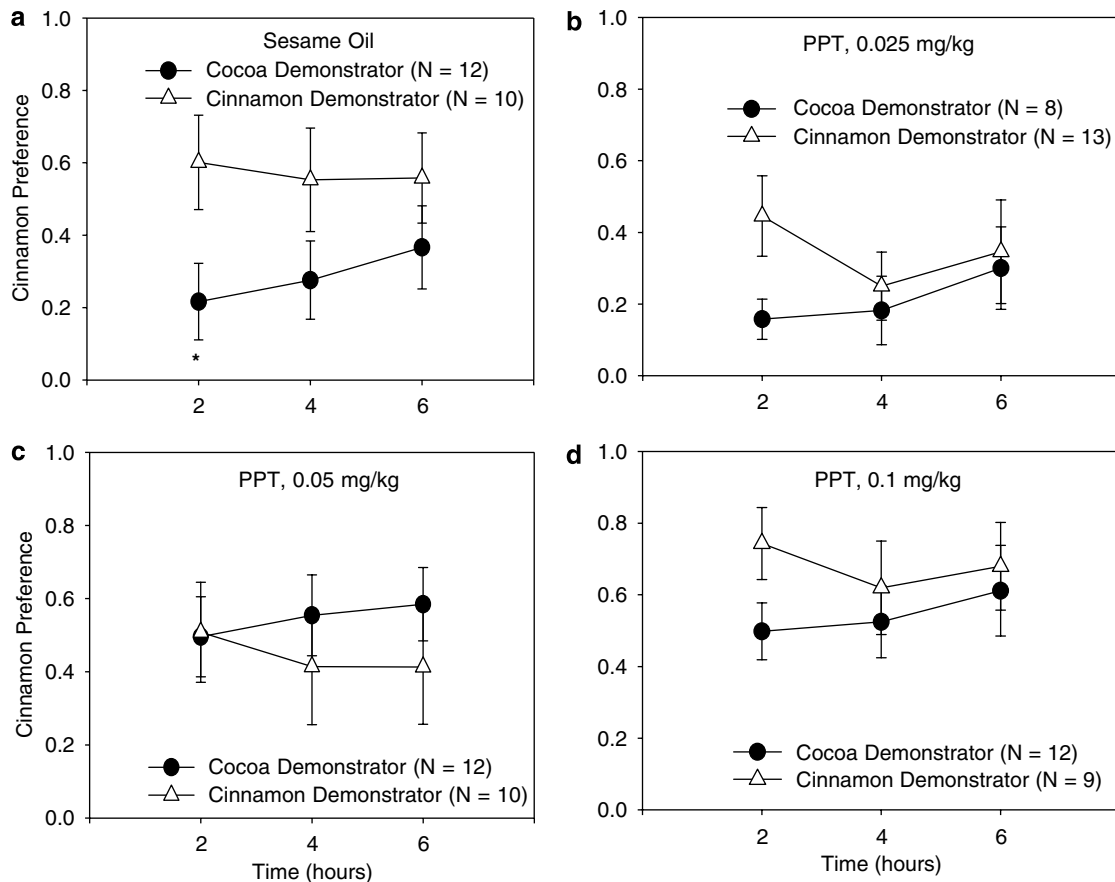 a
Sesame Oil
Cocoa Demonstrator (N = 12)
Cinnamon Demonstrator (N = 10)
Cinnamon Preference
1.0
0.8
0.6
0.4
0.2
0.0
*
2 4 6
b
PPT, 0.025 mg/kg
Cocoa Demonstrator (N = 8)
Cinnamon Demonstrator (N = 13)
1.0
0.8
0.6
0.4
0.2
0.0
2 4 6
c
PPT, 0.05 mg/kg
Cinnamon Preference
1.0
0.8
0.6
0.4
0.2
0.0
Cocoa Demonstrator (N = 12)
Cinnamon Demonstrator (N = 10)
2 4 6
Time (hours)
d
PPT, 0.1 mg/kg
1.0
0.8
0.6
0.4
0.2
0.0
Cocoa Demonstrator (N = 12)
Cinnamon Demonstrator (N = 9)
2 4 6
Time (hours)